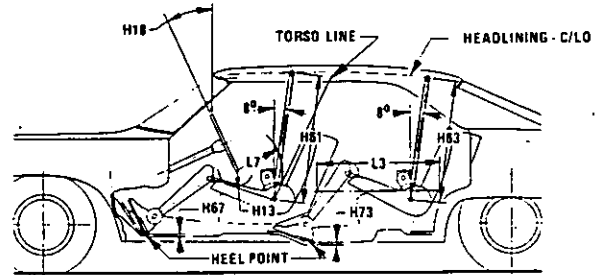 H18
TORSO LINE
HEADLINING - C/LO
8°
8°
H61
H63
L7
L3
H67
H13
H73
HEEL POINT